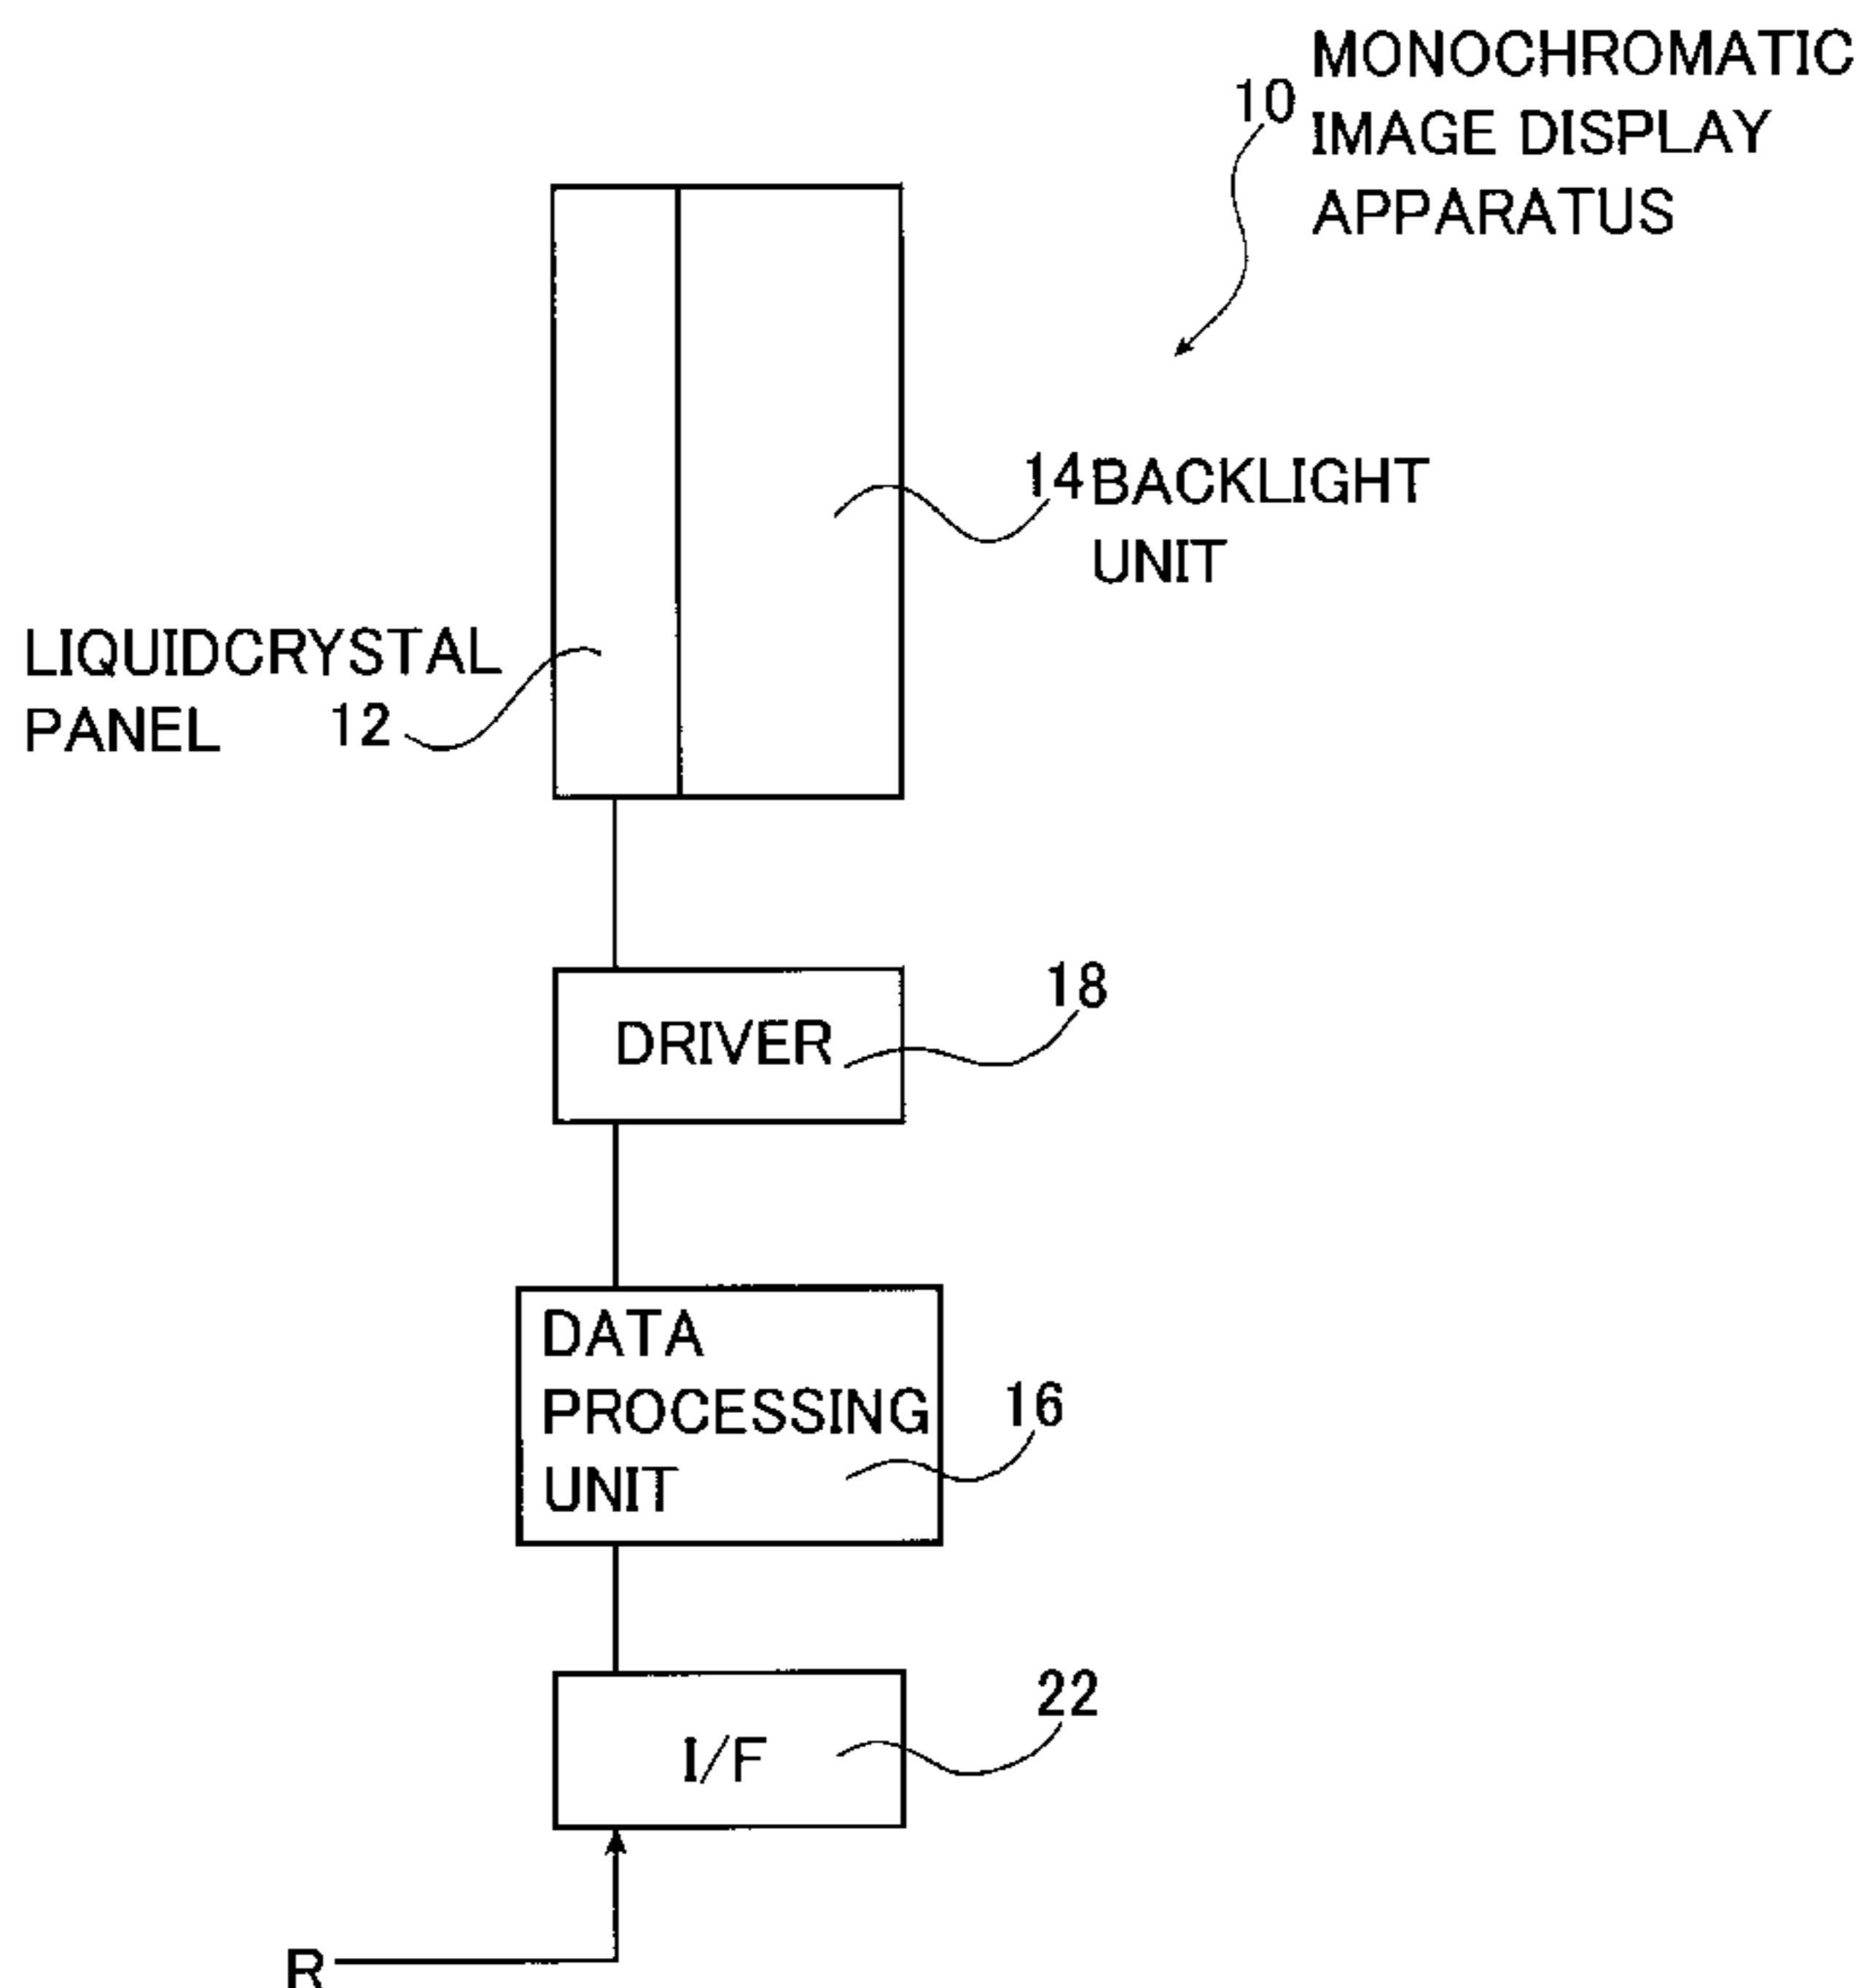 10 MONOCHROMATIC
IMAGE DISPLAY
APPARATUS
14 BACKLIGHT
UNIT
LIQUIDCRYSTAL
PANEL 12
18
DRIVER
DATA
PROCESSING 16
UNIT
22
I/F
R